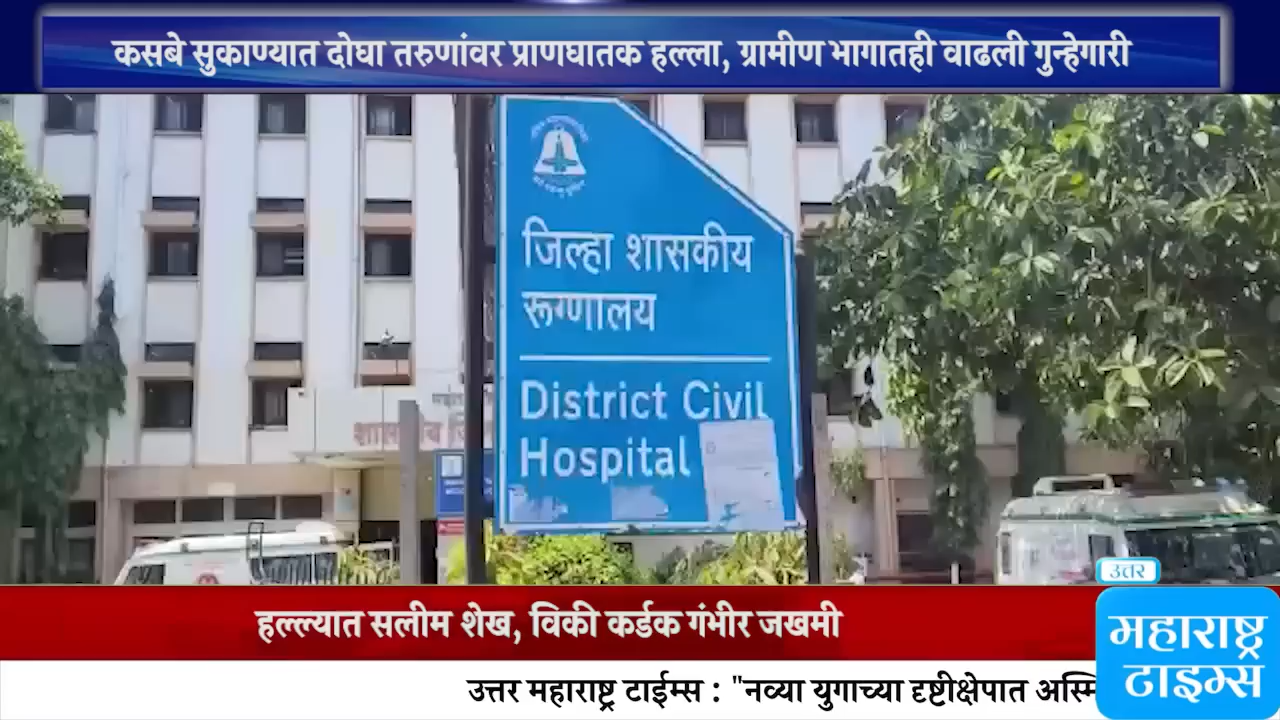 कसबे सुकाण्यात दोघा तरुणांवर प्राणघातक हल्ला, ग्रामीण भागातही वाढली गुन्हेगारी
जिल्हा शासकीय
रूग्णालय
District Civil
Hospital
हल्ल्यात सलीम शेख, विकी कर्डक गंभीर जखमी
उत्तर
महाराष्ट्र
टाइम्स
उत्तर महाराष्ट्र टाईम्स : "नव्या युगाच्या दृष्टीक्षेपात